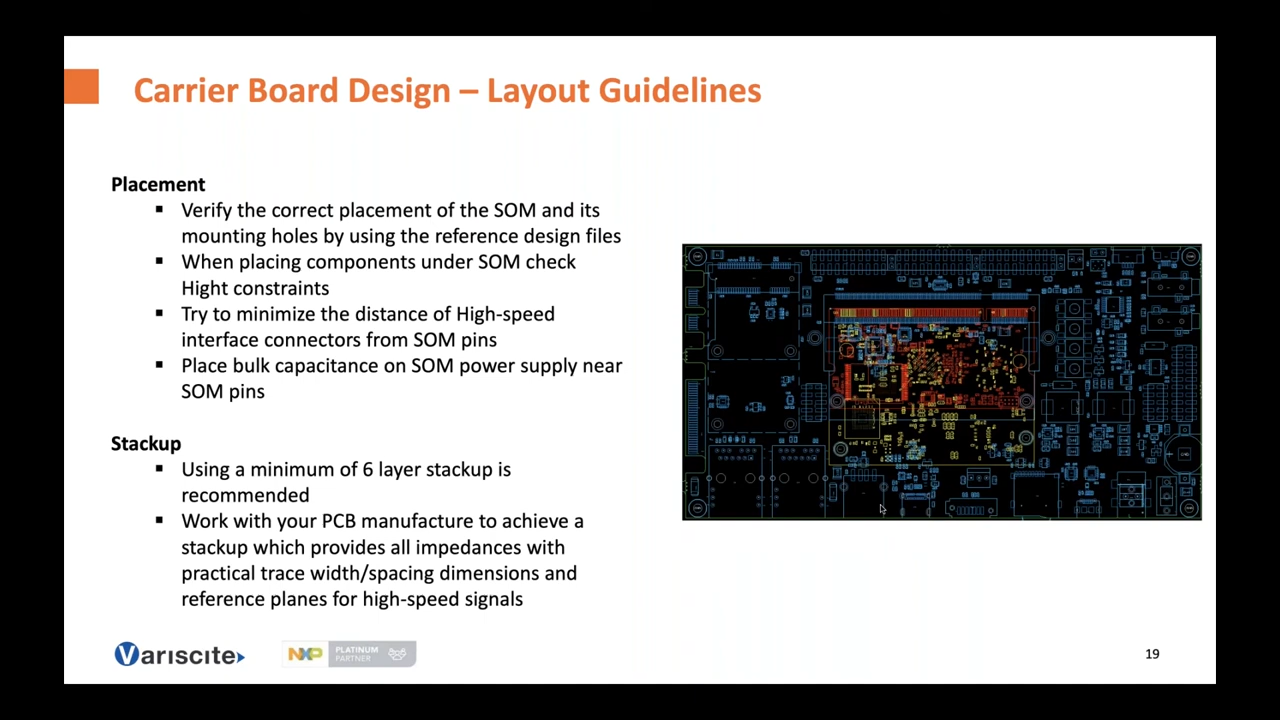 Carrier Board Design – Layout Guidelines
Placement
▪ Verify the correct placement of the SOM and its
mounting holes by using the reference design files
▪ When placing components under SOM check
Hight constraints
▪ Try to minimize the distance of High-speed
interface connectors from SOM pins
▪ Place bulk capacitance on SOM power supply near
SOM pins
Stackup
▪ Using a minimum of 6 layer stackup is
recommended
▪ Work with your PCB manufacture to achieve a
stackup which provides all impedances with
practical trace width/spacing dimensions and
reference planes for high-speed signals
Variscite
NXP
PLATINUM
PARTNER
19